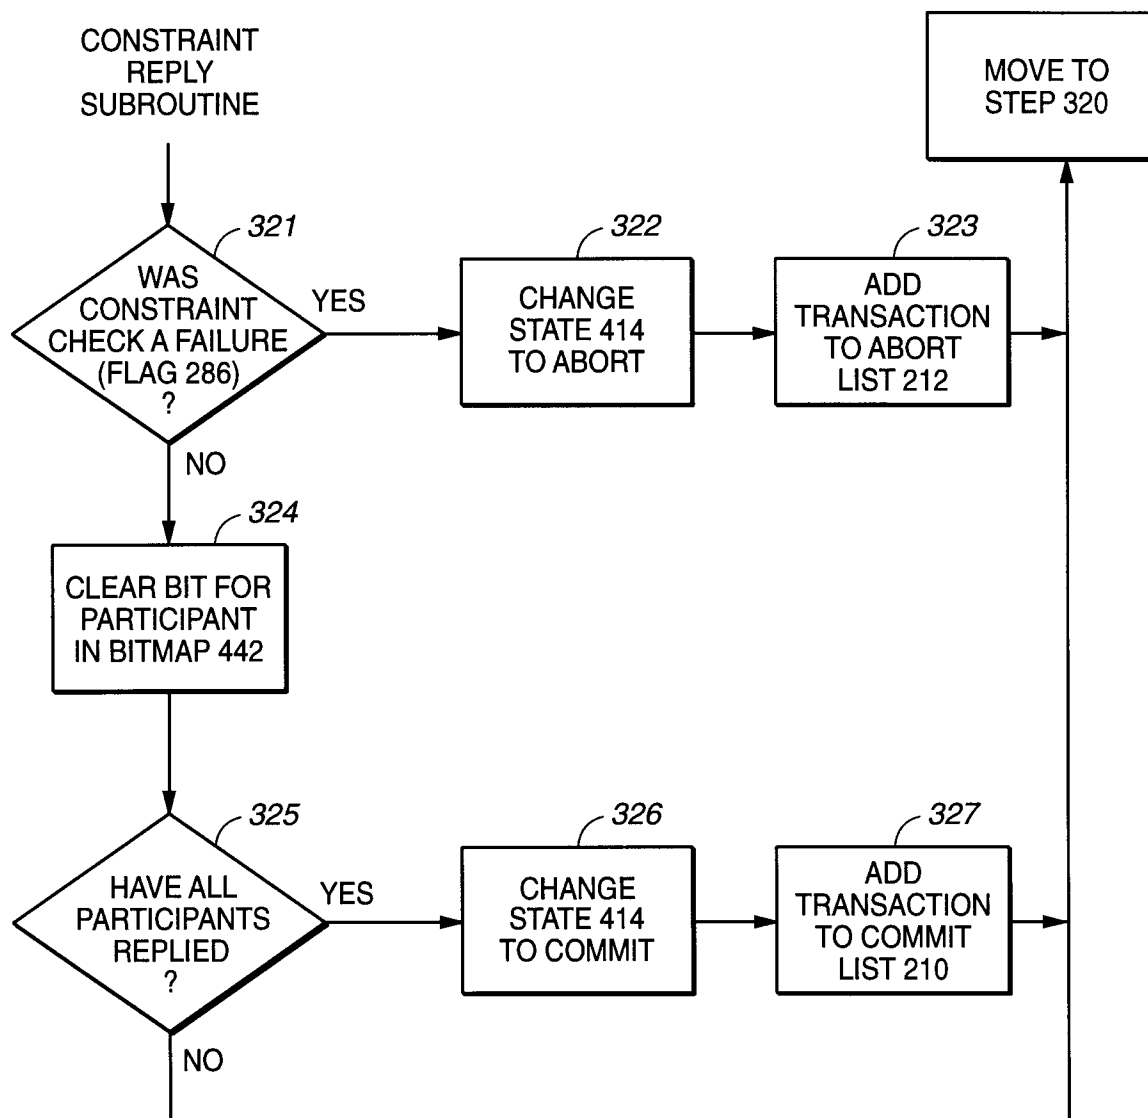 CONSTRAINT
REPLY
SUBROUTINE
MOVE TO
STEP 320
321
WAS
CONSTRAINT
CHECK A FAILURE
(FLAG 286)
?
YES
322
CHANGE
STATE 414
TO ABORT
323
ADD
TRANSACTION
TO ABORT
LIST 212
NO
324
CLEAR BIT FOR
PARTICIPANT
IN BITMAP 442
325
HAVE ALL
PARTICIPANTS
REPLIED
?
YES
326
CHANGE
STATE 414
TO COMMIT
327
ADD
TRANSACTION
TO COMMIT
LIST 210
NO